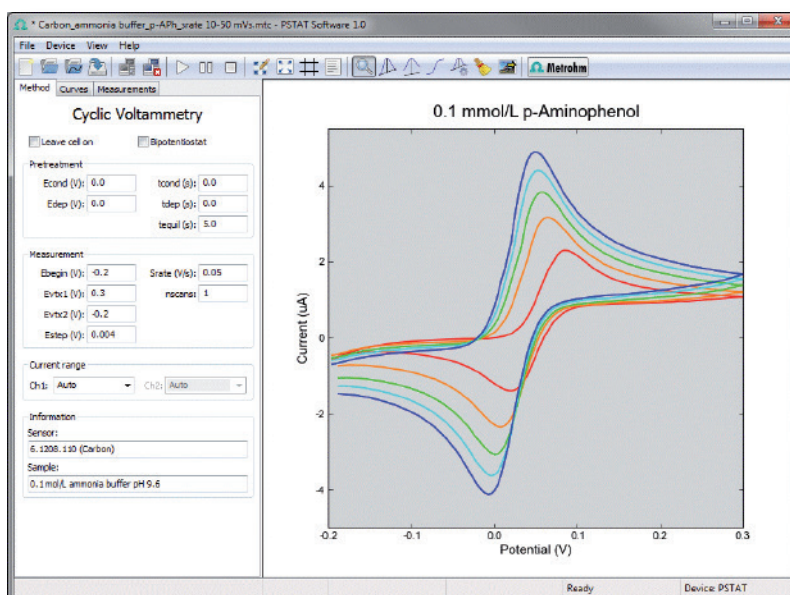 * Carbon_ammonia buffer_p-APh_srate 10-50 mVs.mtc - PSTAT Software 1.0
File Device View Help
Metrohm
Method Curves Measurements
Cyclic Voltammetry
Leave cell on Bipotentiostat
Pretreatment
Econd (V): 0.0 tcond (s): 0.0
Edep (V): 0.0 tdep (s): 0.0
tequil (s): 5.0
Measurement
Ebegin (V): -0.2 Srate (V/s): 0.05
Evtx1 (V): 0.3 nscans: 1
Evtx2 (V): -0.2
Estep (V): 0.004
Current range
Ch1: Auto Ch2: Auto
Information
Sensor:
6.1208.110 (Carbon)
Sample:
0.1 mol/L ammonia buffer pH 9.6
0.1 mmol/L p-Aminophenol
4
2
0
-2
-4
Current (uA)
-0.2 -0.1 0.0 0.1 0.2 0.3
Potential (V)
Ready Device: PSTAT